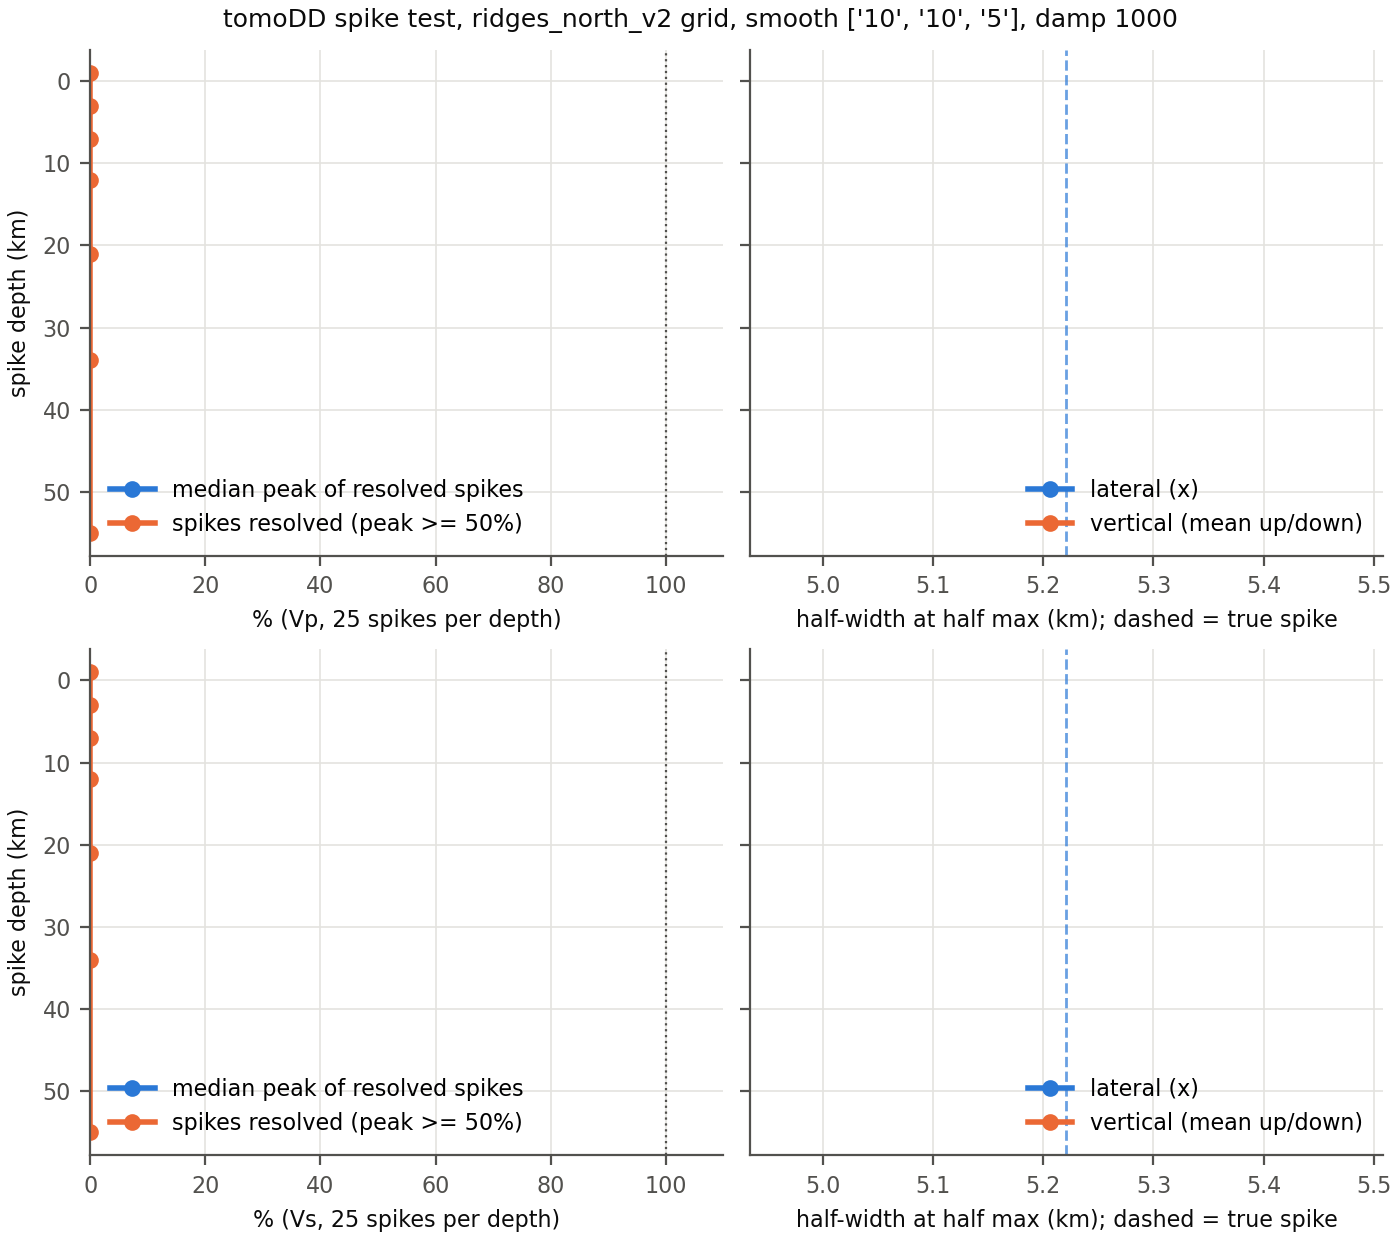 tomoDD spike test, ridges_north_v2 grid, smooth ['10', '10', '5'], damp 1000
spike depth (km)
0
10
20
30
40
50
median peak of resolved spikes
spikes resolved (peak >= 50%)
0 20 40 60 80 100
% (Vp, 25 spikes per depth)
lateral (x)
vertical (mean up/down)
5.0 5.1 5.2 5.3 5.4 5.5
half-width at half max (km); dashed = true spike
spike depth (km)
0
10
20
30
40
50
median peak of resolved spikes
spikes resolved (peak >= 50%)
0 20 40 60 80 100
% (Vs, 25 spikes per depth)
lateral (x)
vertical (mean up/down)
5.0 5.1 5.2 5.3 5.4 5.5
half-width at half max (km); dashed = true spike